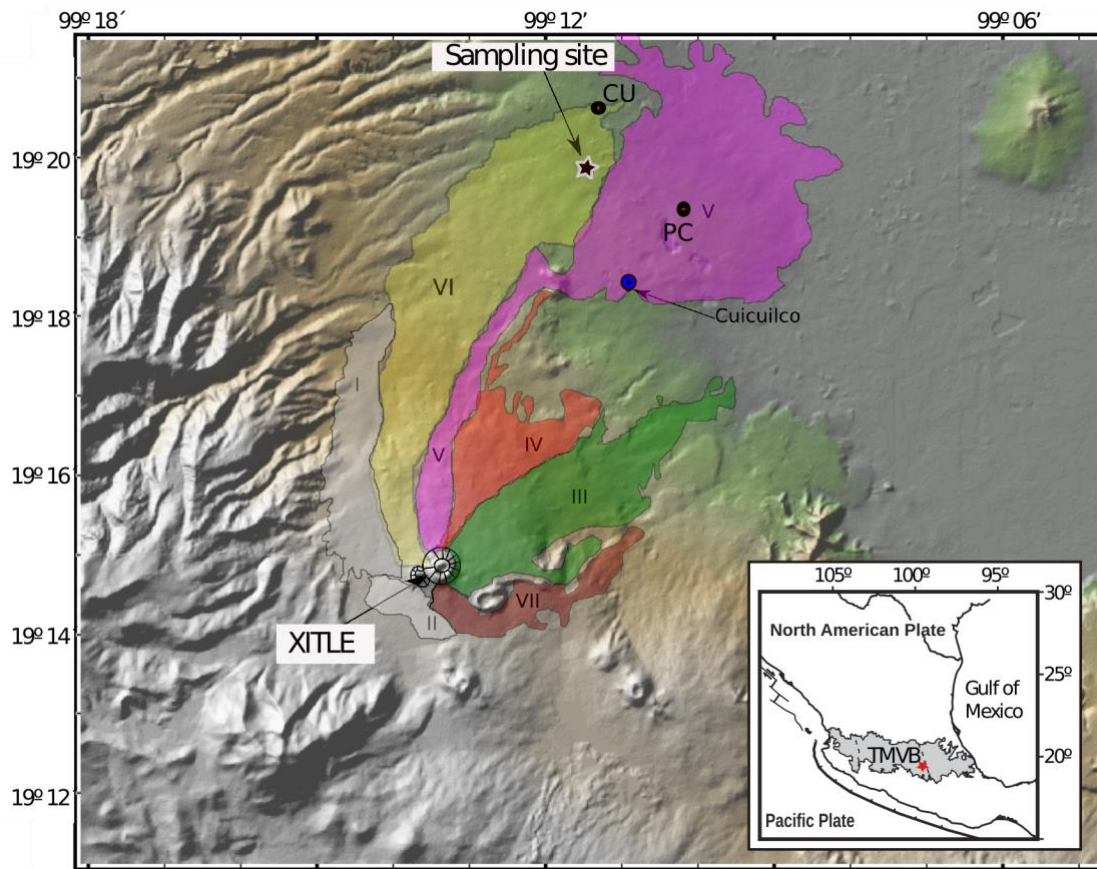 99º 18´
99º 12’
99º 06’
Sampling site
CU
19º 20’
V
PC
VI
19º 18’
Cuicuilco
I
IV
V
19º 16’
III
VII
II
19º 14’
XITLE
19º 12’
105º
100º
95º
30º
North American Plate
25º
Gulf of
Mexico
TMVB
20º
Pacific Plate